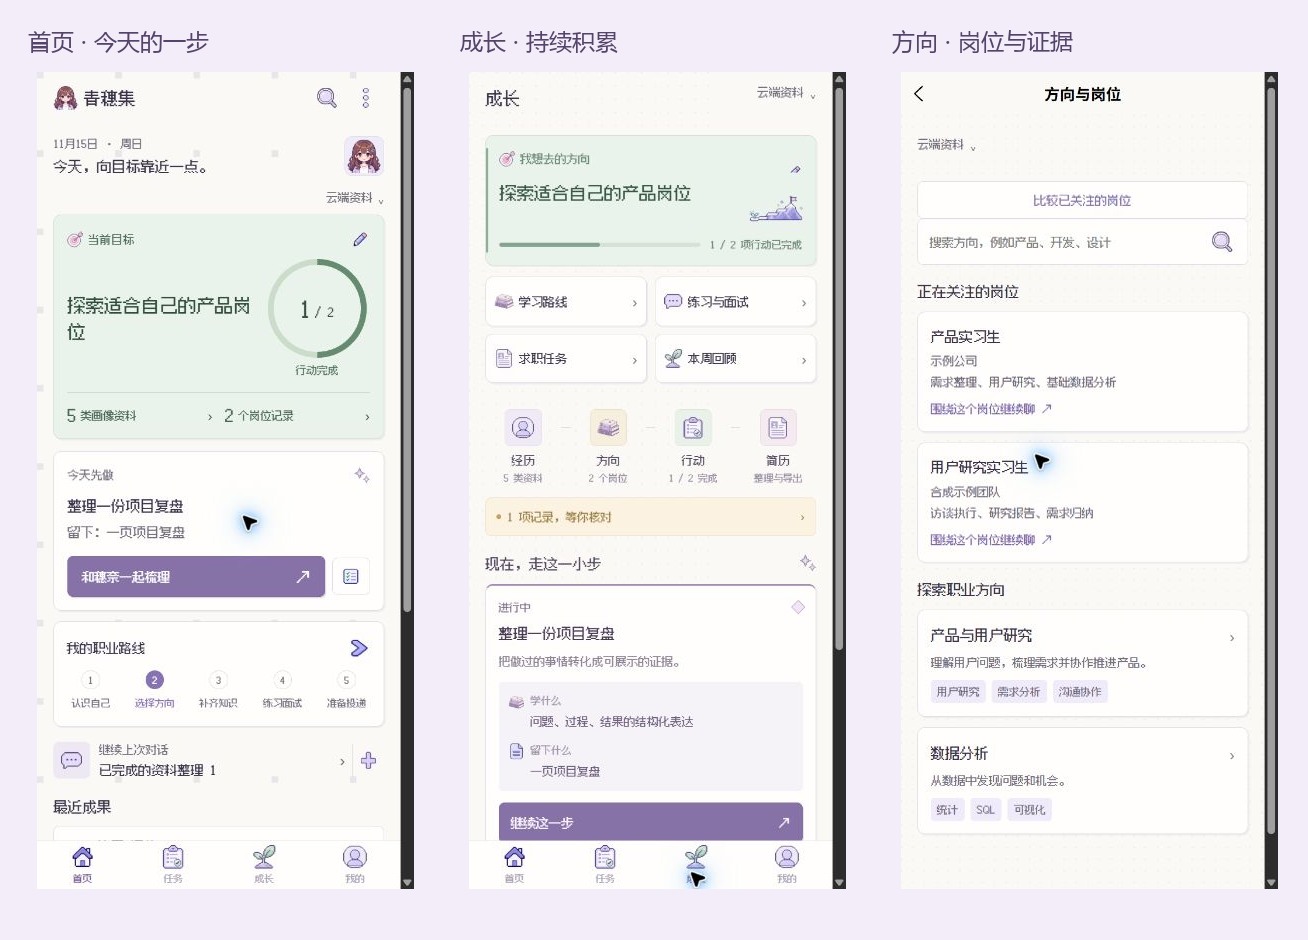 首页 · 今天的一步
青穗集
11月15日 · 周日
今天，向目标靠近一点。
云端资料
当前目标
探索适合自己的产品岗
位
1 / 2
行动完成
5 类画像资料
2 个岗位记录
今天先做
整理一份项目复盘
留下：一页项目复盘
和穗奈一起梳理
我的职业路线
1
2
3
4
5
认识自己
选择方向
补齐知识
练习面试
准备投递
继续上次对话
已完成的资料整理 1
最近成果
首页
任务
成长
我的
成长 · 持续积累
成长
云端资料
我想去的方向
探索适合自己的产品岗位
1 / 2 项行动已完成
学习路线
练习与面试
求职任务
本周回顾
经历
方向
行动
简历
5 类资料
2 个岗位
1 / 2 完成
整理与导出
1 项记录，等你核对
现在，走这一小步
进行中
整理一份项目复盘
把做过的事情转化成可展示的证据。
学什么
问题、过程、结果的结构化表达
留下什么
一页项目复盘
继续这一步
首页
任务
我的
方向 · 岗位与证据
方向与岗位
云端资料
比较已关注的岗位
搜索方向，例如产品、开发、设计
正在关注的岗位
产品实习生
示例公司
需求整理、用户研究、基础数据分析
围绕这个岗位继续聊
用户研究实习生
合成示例团队
访谈执行、研究报告、需求归纳
围绕这个岗位继续聊
探索职业方向
产品与用户研究
理解用户问题，梳理需求并协作推进产品。
用户研究
需求分析
沟通协作
数据分析
从数据中发现问题和机会。
统计
SQL
可视化